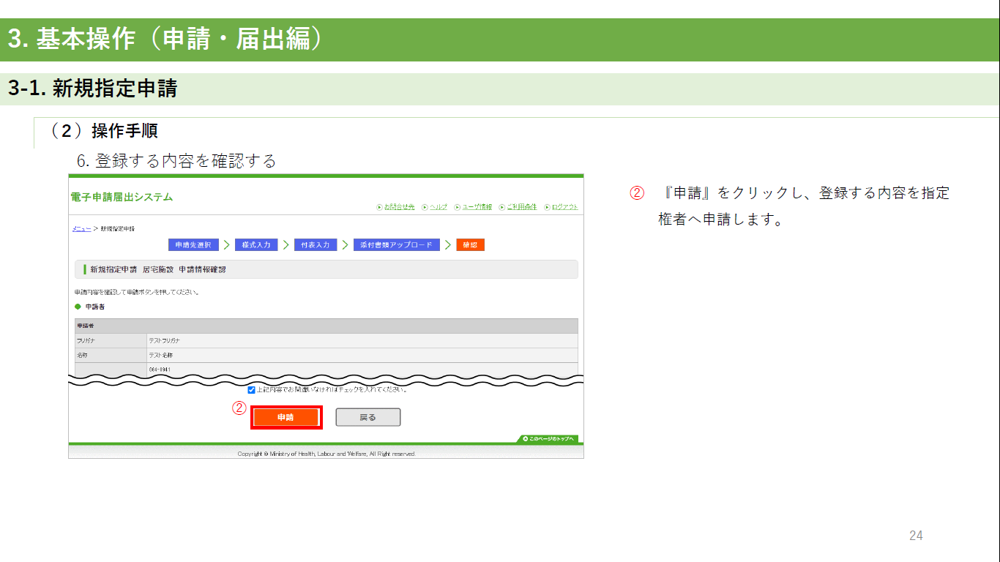 3. 基本操作（申請・届出編）
3-1. 新規指定申請
（2）操作手順
6. 登録する内容を確認する
電子申請届出システム
お問合せ先 ヘルプ ユーザ情報 ご利用条件 ログアウト
メニュー > 新規指定申請
申請先選択 様式入力 付表入力 添付書類アップロード 確認
新規指定申請 居宅施設 申請情報確認
申請内容を確認して申請ボタンを押してください。
申請者
申請者
フリガナ テストフリガナ
名称 テスト名称
064-0941
上記内容でお間違いなければチェックを入れてください。
②
申請 戻る
このページのトップへ
Copyright © Ministry of Health, Labour and Welfare, All Right reserved.
② 『申請』をクリックし、登録する内容を指定
権者へ申請します。
24